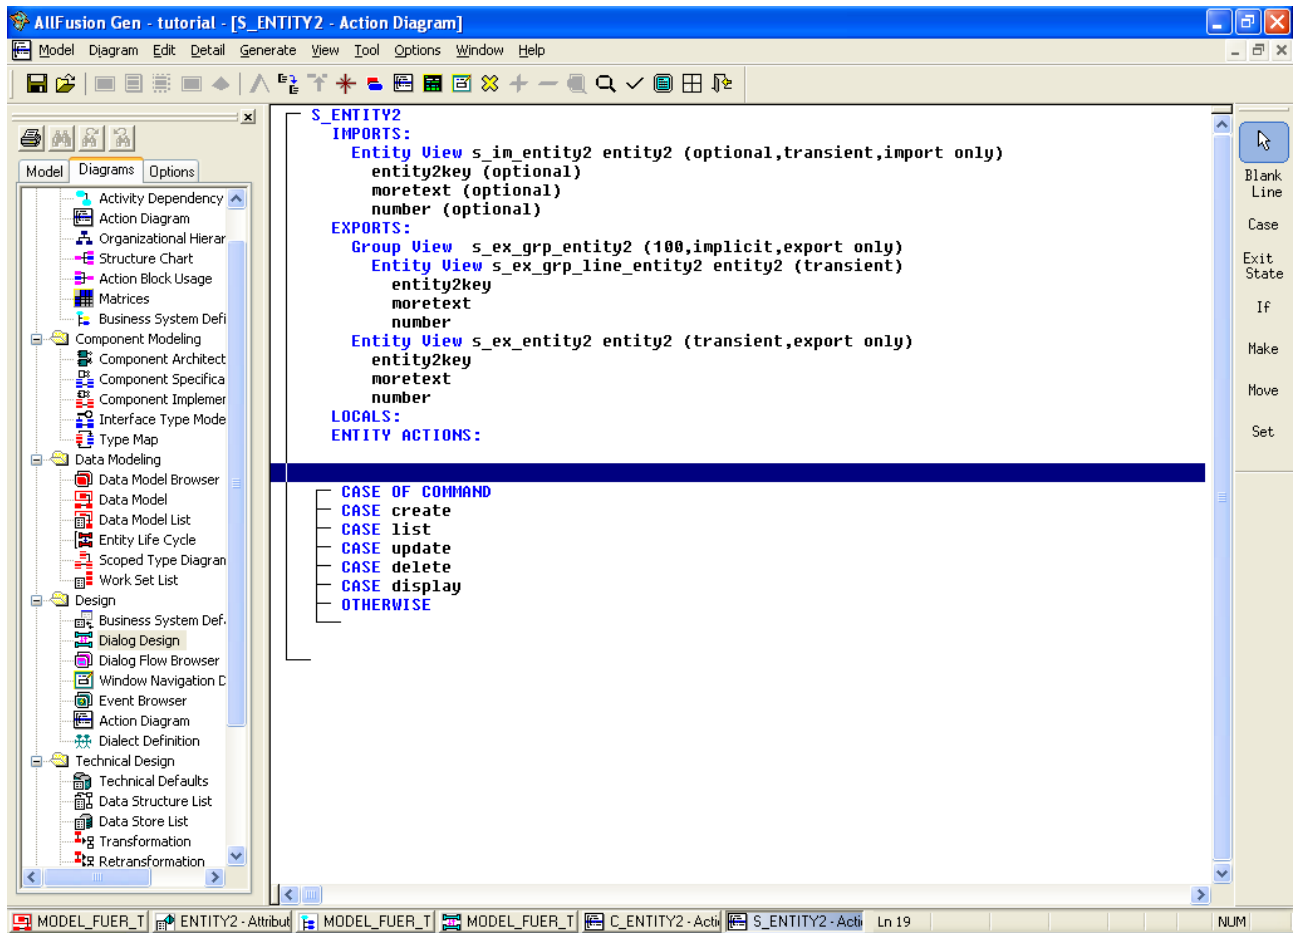 AllFusion Gen - tutorial - [S_ENTITY2 - Action Diagram]
Model Diagram Edit Detail Generate View Tool Options Window Help
Model Diagrams Options
Activity Dependency
Action Diagram
Organizational Hierar
Structure Chart
Action Block Usage
Matrices
Business System Defi
Component Modeling
Component Architect
Component Specifica
Component Implemer
Interface Type Mode
Type Map
Data Modeling
Data Model Browser
Data Model
Data Model List
Entity Life Cycle
Scoped Type Diagran
Work Set List
Design
Business System Def
Dialog Design
Dialog Flow Browser
Window Navigation D
Event Browser
Action Diagram
Dialect Definition
Technical Design
Technical Defaults
Data Structure List
Data Store List
Transformation
Retransformation
S_ENTITY2
IMPORTS:
Entity View s_im_entity2 entity2 (optional,transient,import only)
entity2key (optional)
moretext (optional)
number (optional)
EXPORTS:
Group View s_ex_grp_entity2 (100,implicit,export only)
Entity View s_ex_grp_line_entity2 entity2 (transient)
entity2key
moretext
number
Entity View s_ex_entity2 entity2 (transient,export only)
entity2key
moretext
number
LOCALS:
ENTITY ACTIONS:
CASE OF COMMAND
CASE create
CASE list
CASE update
CASE delete
CASE display
OTHERWISE
Blank
Line
Case
Exit
State
If
Make
Move
Set
MODEL_FUER_T ENTITY2 - Attribut MODEL_FUER_T MODEL_FUER_T C_ENTITY2 - Acti S_ENTITY2 - Acti Ln 19 NUM